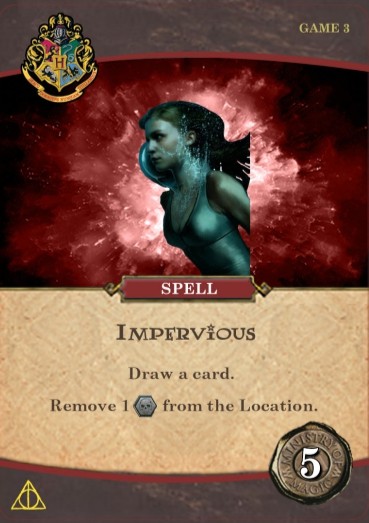 GAME 3
SPELL
IMPERVIOUS
Draw a card.
Remove 1 from the Location.
5